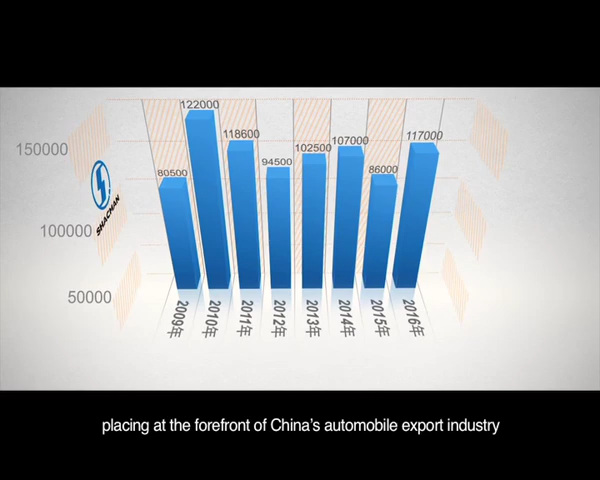 122000
118600
117000
107000
102500
94500
86000
80500
150000
100000
50000
SHACMAN
2009年
2010年
2011年
2012年
2013年
2014年
2015年
2016年
placing at the forefront of China's automobile export industry